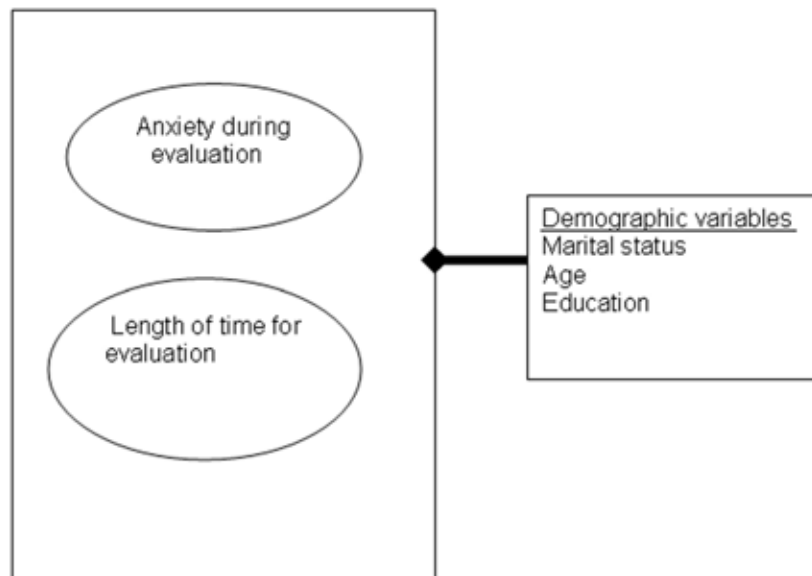 Anxiety during
evaluation
Length of time for
evaluation
Demographic variables
Marital status
Age
Education